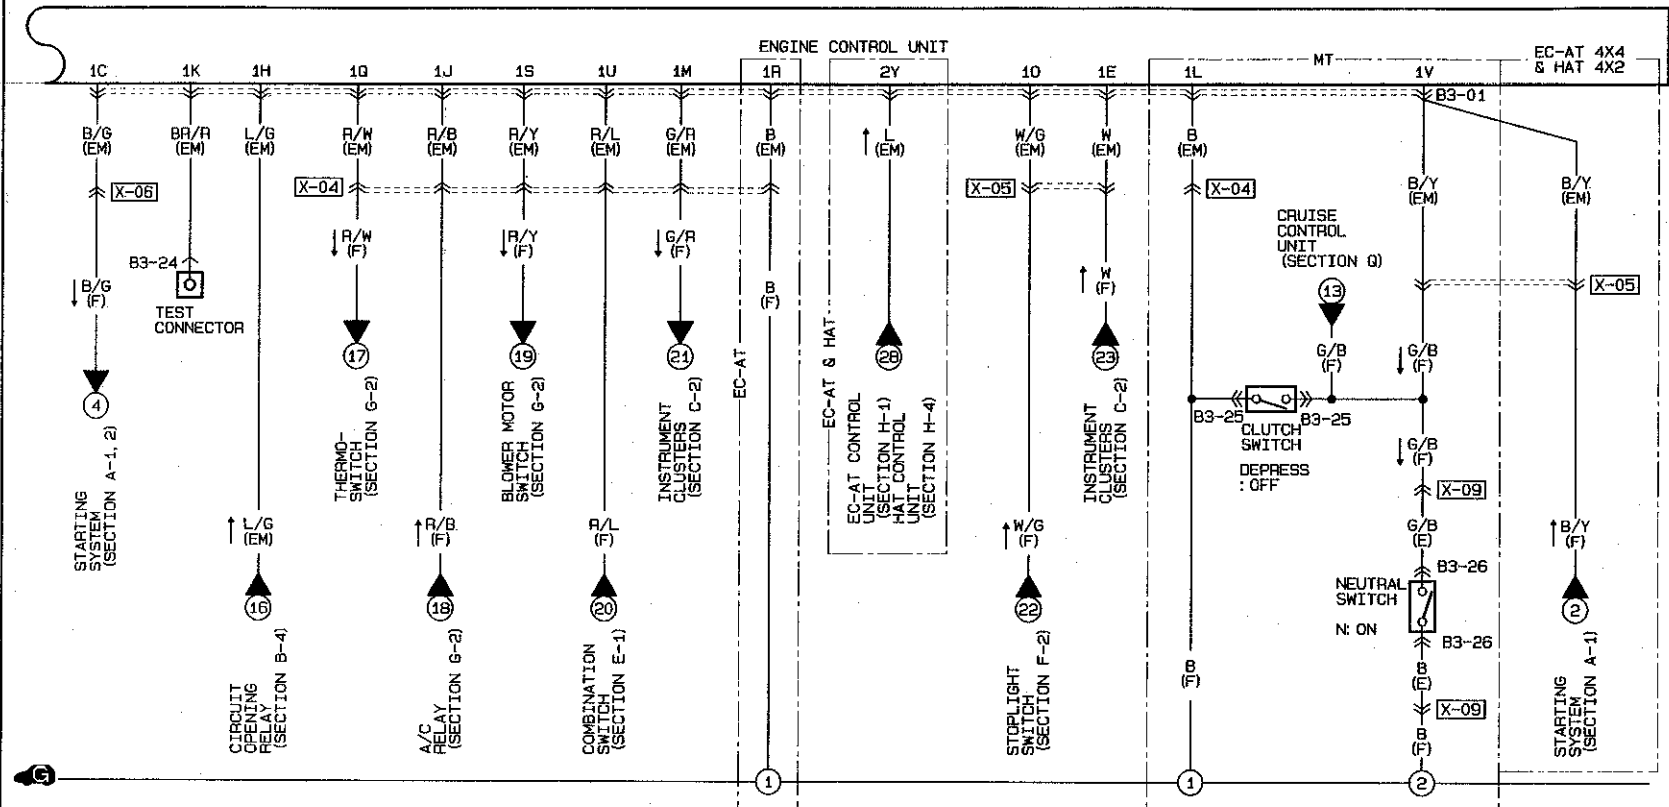 ENGINE CONTROL UNIT
MT
EC-AT 4X4
& HAT 4X2
1C
1K
1H
1Q
1J
1S
1U
1M
1R
2Y
1O
1E
1L
1V
B3-01
B/G
(EM)
BR/R
(EM)
L/G
(EM)
R/W
(EM)
R/B
(EM)
R/Y
(EM)
R/L
(EM)
G/R
(EM)
B
(EM)
L
(EM)
W/G
(EM)
W
(EM)
B
(EM)
B/Y
(EM)
B/Y
(EM)
X-06
X-04
X-05
X-04
X-05
B/G
(F)
B3-24
TEST
CONNECTOR
R/W
(F)
R/Y
(F)
G/R
(F)
B
(F)
W
(F)
CRUISE
CONTROL
UNIT
(SECTION Q)
13
G/B
(F)
G/B
(F)
4
17
19
21
28
23
EC-AT
EC-AT & HAT
STARTING
SYSTEM
(SECTION A-1, 2)
THERMO-
SWITCH
(SECTION G-2)
BLOWER MOTOR
SWITCH
(SECTION G-2)
INSTRUMENT
CLUSTERS
(SECTION C-2)
EC-AT CONTROL
UNIT
(SECTION H-1)
HAT CONTROL
UNIT
(SECTION H-4)
INSTRUMENT
CLUSTERS
(SECTION C-2)
B3-25
B3-25
CLUTCH
SWITCH
DEPRESS
: OFF
G/B
(F)
X-09
G/B
(E)
B3-26
NEUTRAL
SWITCH
N: ON
B3-26
B
(E)
X-09
B
(F)
L/G
(EM)
R/B
(F)
R/L
(F)
W/G
(F)
B/Y
(F)
16
18
20
22
2
CIRCUIT
OPENING
RELAY
(SECTION B-4)
A/C
RELAY
(SECTION G-2)
COMBINATION
SWITCH
(SECTION E-1)
STOPLIGHT
SWITCH
(SECTION F-2)
B
(F)
STARTING
SYSTEM
(SECTION A-1)
G
1
1
2